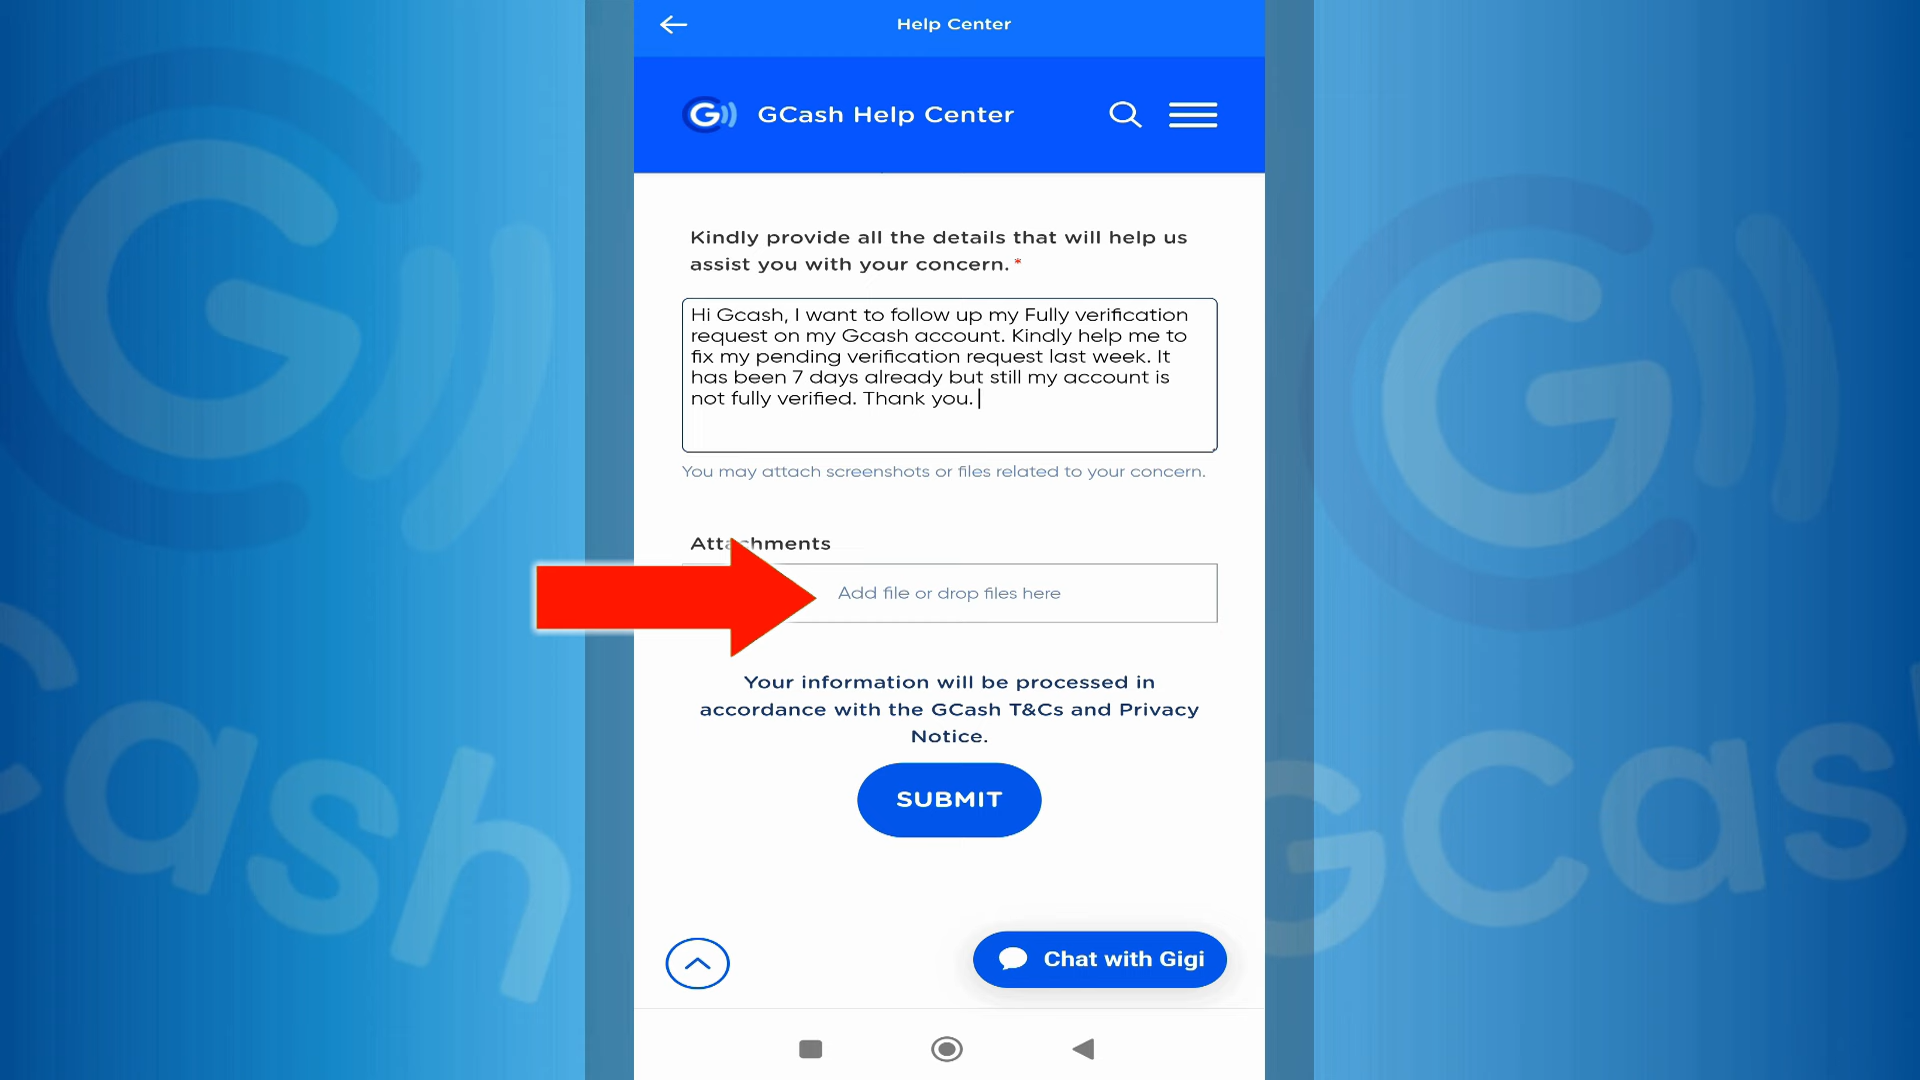 Help Center
GCash Help Center
Kindly provide all the details that will help us
assist you with your concern. *
Hi Gcash, I want to follow up my Fully verification
request on my Gcash account. Kindly help me to
fix my pending verification request last week. It
has been 7 days already but still my account is
not fully verified. Thank you.
You may attach screenshots or files related to your concern.
Attachments
Add file or drop files here
Your information will be processed in
accordance with the GCash T&Cs and Privacy
Notice.
SUBMIT
Chat with Gigi
Cash
GCas